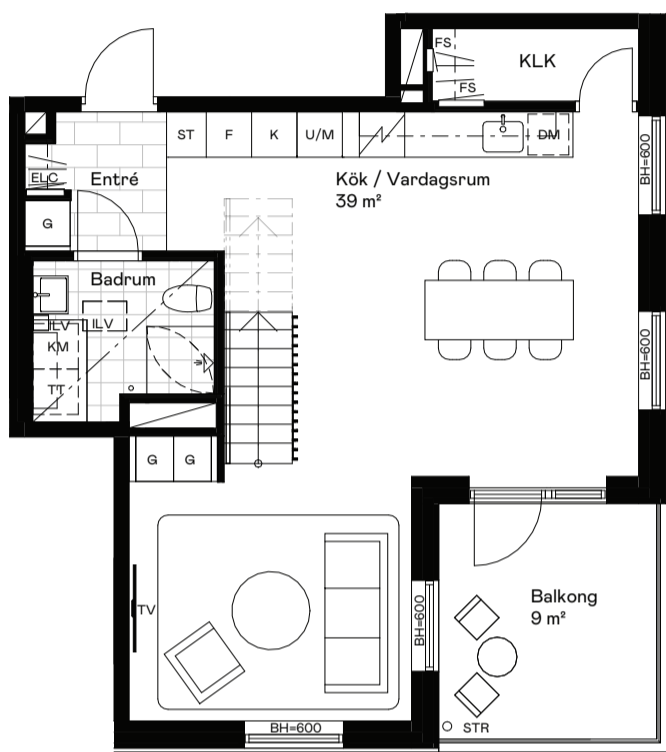 FS
KLK
FS
ST
F
K
U/M
DM
BH=600
ELC
Entré
Kök / Vardagsrum
39 m²
G
Badrum
ILV
ILV
KM
TT
BH=600
G
G
TV
BH=600
Balkong
9 m²
STR
BH=600